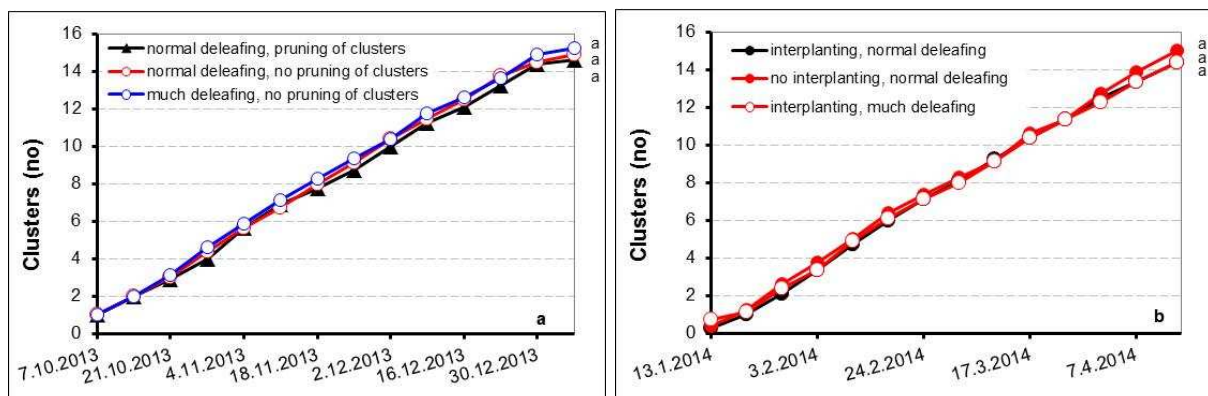 16
14
12
10
8
6
4
2
0
Clusters (no)
normal deleafing, pruning of clusters
normal deleafing, no pruning of clusters
much deleafing, no pruning of clusters
a
a
a
a
7.10.2013
21.10.2013
4.11.2013
18.11.2013
2.12.2013
16.12.2013
30.12.2013
16
14
12
10
8
6
4
2
0
Clusters (no)
interplanting, normal deleafing
no interplanting, normal deleafing
interplanting, much deleafing
a
a
a
b
13.1.2014
3.2.2014
24.2.2014
17.3.2014
7.4.2014